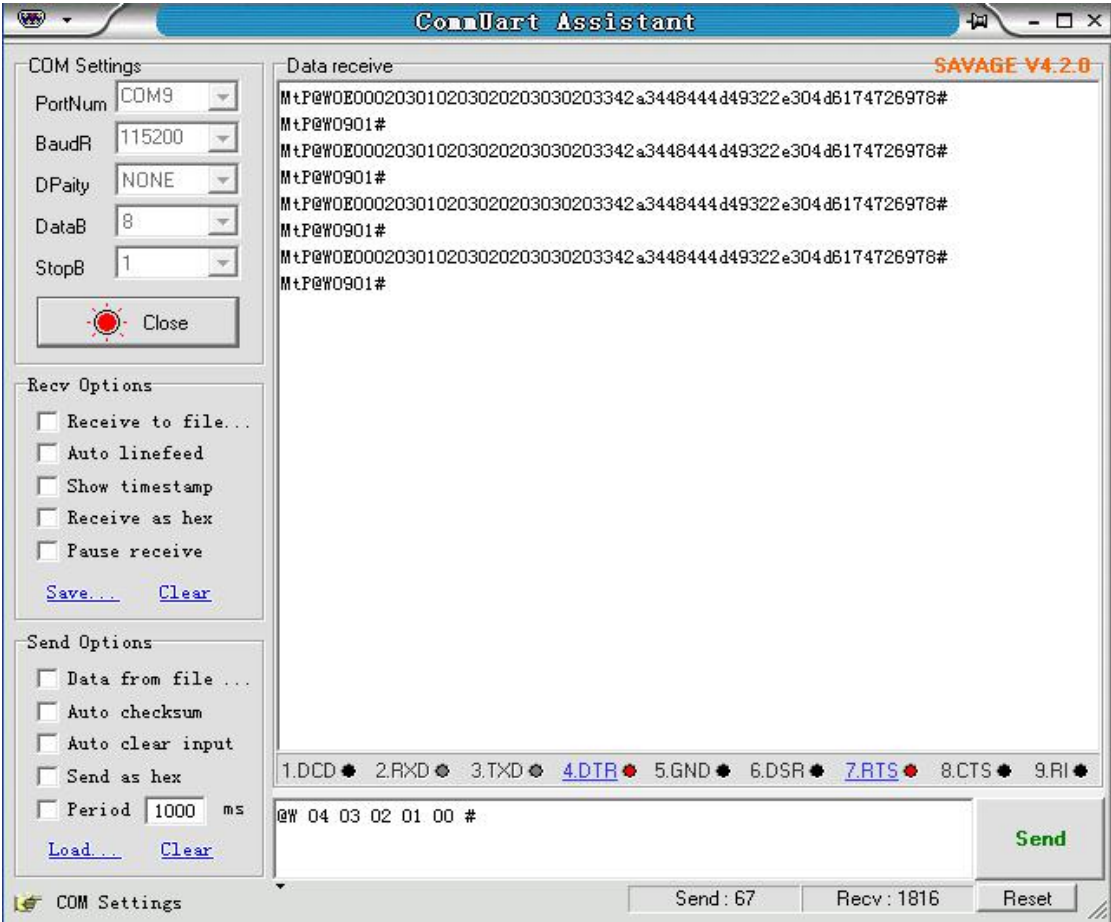 CommUart Assistant
SAVAGE V4.2.0
COM Settings
PortNum COM9
BaudR 115200
DPaity NONE
DataB 8
StopB 1
Close
Recv Options
Receive to file...
Auto linefeed
Show timestamp
Receive as hex
Pause receive
Save... Clear
Send Options
Data from file ...
Auto checksum
Auto clear input
Send as hex
Period 1000 ms
Load... Clear
Data receive
MtP@W0E00020301020302020303020334 2a3448444d49322e304d6174726978#
MtP@W0901#
MtP@W0E000203010203020203030203342a3448444d49322e304d6174726978#
MtP@W0901#
MtP@W0E000203010203020203030203342a3448444d49322e304d6174726978#
MtP@W0901#
MtP@W0E000203010203020203030203342a3448444d49322e304d6174726978#
MtP@W0901#
1.DCD 2.RXD 3.TXD 4.DTR 5.GND 6.DSR 7.RTS 8.CTS 9.RI
@W 04 03 02 01 00 #
Send
COM Settings
Send : 67 Recv : 1816 Reset